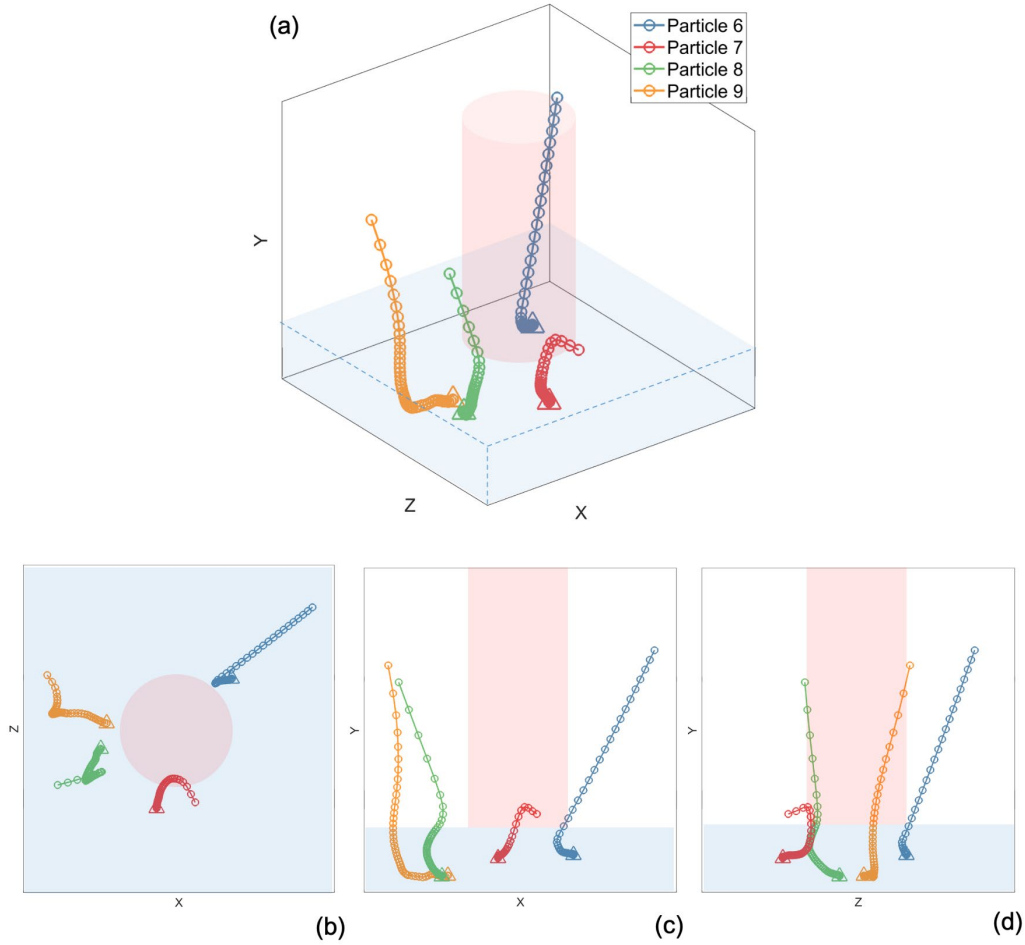 (a)
Particle 6
Particle 7
Particle 8
Particle 9
Y
Z
X
Z
X
(b)
Y
X
(c)
Y
Z
(d)